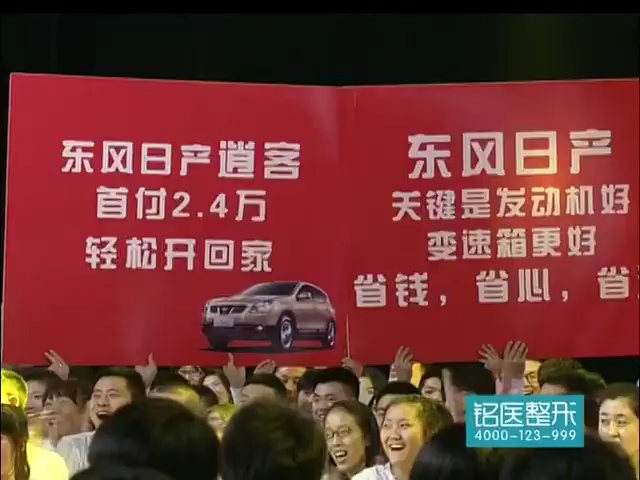 东风日产逍客
首付2.4万
轻松开回家
东风日产
关键是发动机好
变速箱更好
省钱，省心，省
铭医整形
4000-123-999